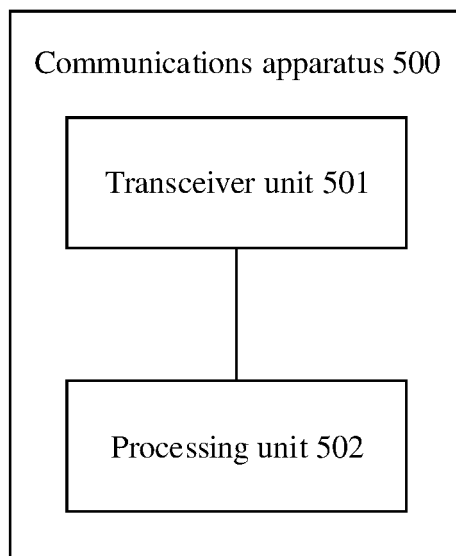 Communications apparatus 500
Transceiver unit 501
Processing unit 502